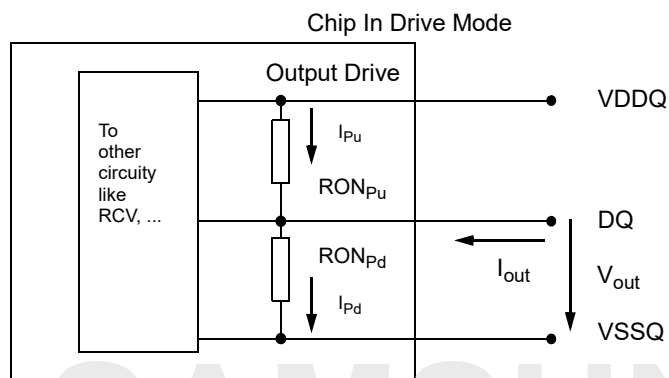 Chip In Drive Mode
Output Drive
VDDQ
To
other
circuity
like
RCV, ...
IPu
RONPu
DQ
RONPd
Iout
Vout
IPd
VSSQ